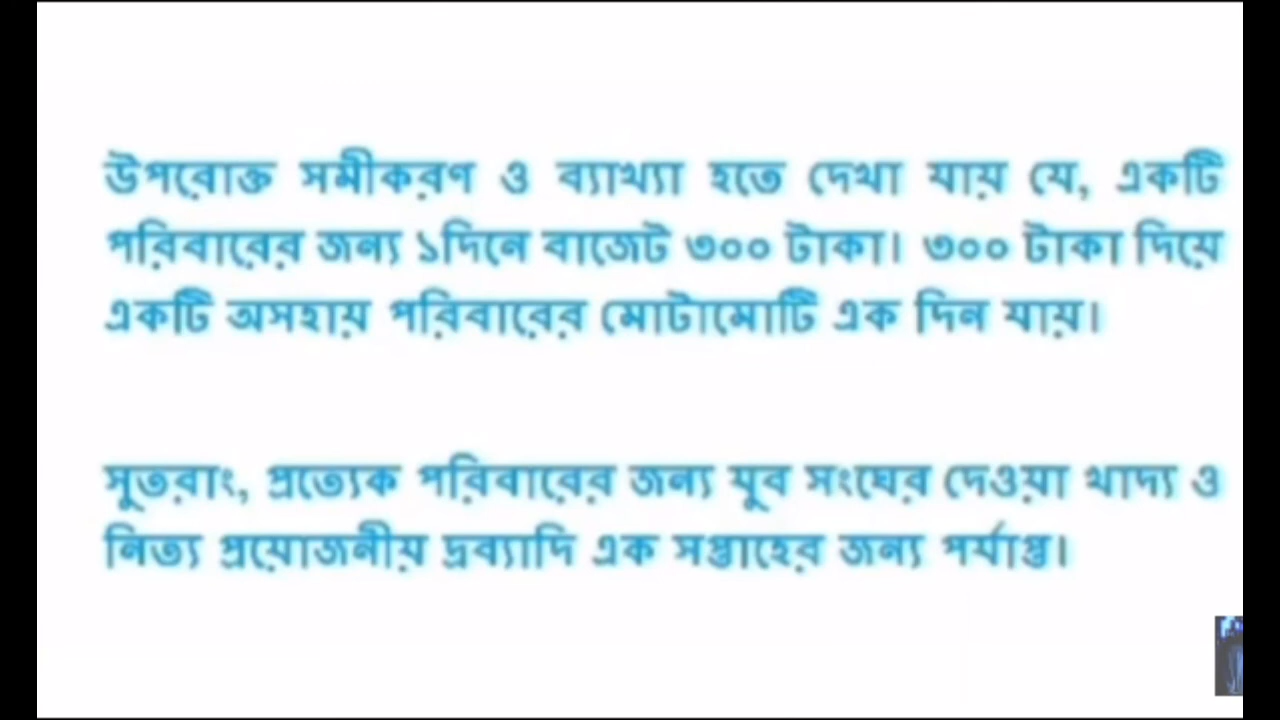 উপরোক্ত সমীকরণ ও ব্যাখ্যা হতে দেখা যায় যে, একটি
পরিবারের জন্য ১দিনে বাজেট ৩০০ টাকা। ৩০০ টাকা দিয়ে
একটি অসহায় পরিবারের মোটামোটি এক দিন যায়।
সুতরাং, প্রত্যেক পরিবারের জন্য যুব সংঘের দেওয়া খাদ্য ও
নিত্য প্রয়োজনীয় দ্রব্যাদি এক সপ্তাহের জন্য পর্যাপ্ত।